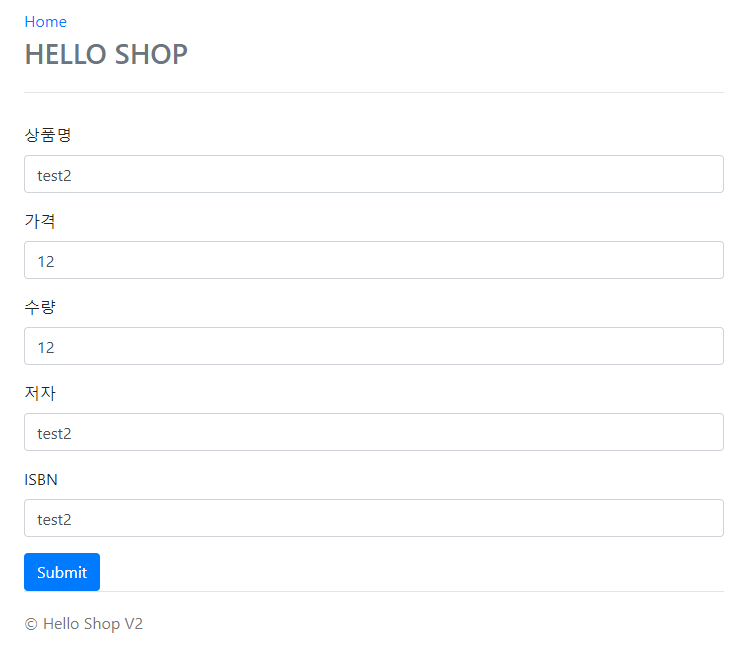 Home
HELLO SHOP
상품명
test2
가격
12
수량
12
저자
test2
ISBN
test2
Submit
© Hello Shop V2